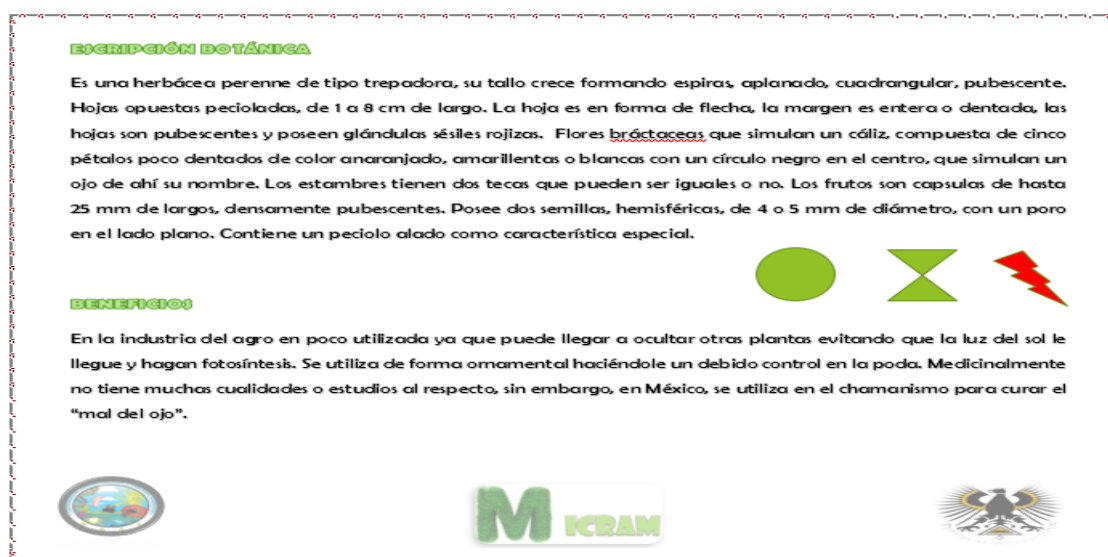 ESCRIPCIÓN BOTÁNICA
Es una herbácea perenne de tipo trepadora, su tallo crece formando espiras, aplanado, cuadrangular, pubescente.
Hojas opuestas pecioladas, de 1 a 8 cm de largo. La hoja es en forma de flecha, la margen es entera o dentada, las
hojas son pubescentes y poseen glándulas sésiles rojizas. Flores bráctaceas que simulan un cáliz, compuesta de cinco
pétalos poco dentados de color anaranjado, amarillentas o blancas con un círculo negro en el centro, que simulan un
ojo de ahí su nombre. Los estambres tienen dos tecas que pueden ser iguales o no. Los frutos son capsulas de hasta
25 mm de largos, densamente pubescentes. Posee dos semillas, hemisféricas, de 4 o 5 mm de diámetro, con un poro
en el lado plano. Contiene un peciolo alado como característica especial.
BENEFICIOS
En la industria del agro en poco utilizada ya que puede llegar a ocultar otras plantas evitando que la luz del sol le
llegue y hagan fotosíntesis. Se utiliza de forma ornamental haciéndole un debido control en la poda. Medicinalmente
no tiene muchas cualidades o estudios al respecto, sin embargo, en México, se utiliza en el chamanismo para curar el
“mal del ojo”.
MICRAM